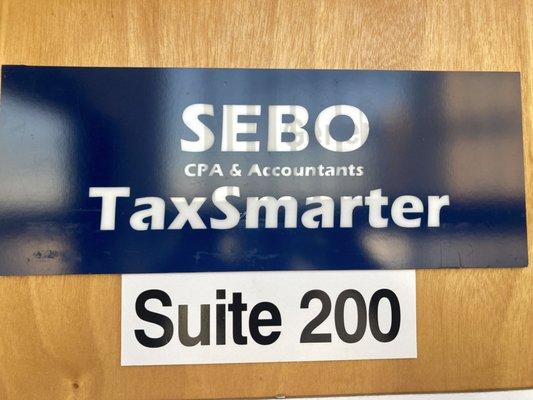 SEBO
CPA & Accountants
TaxSmarter
Suite 200